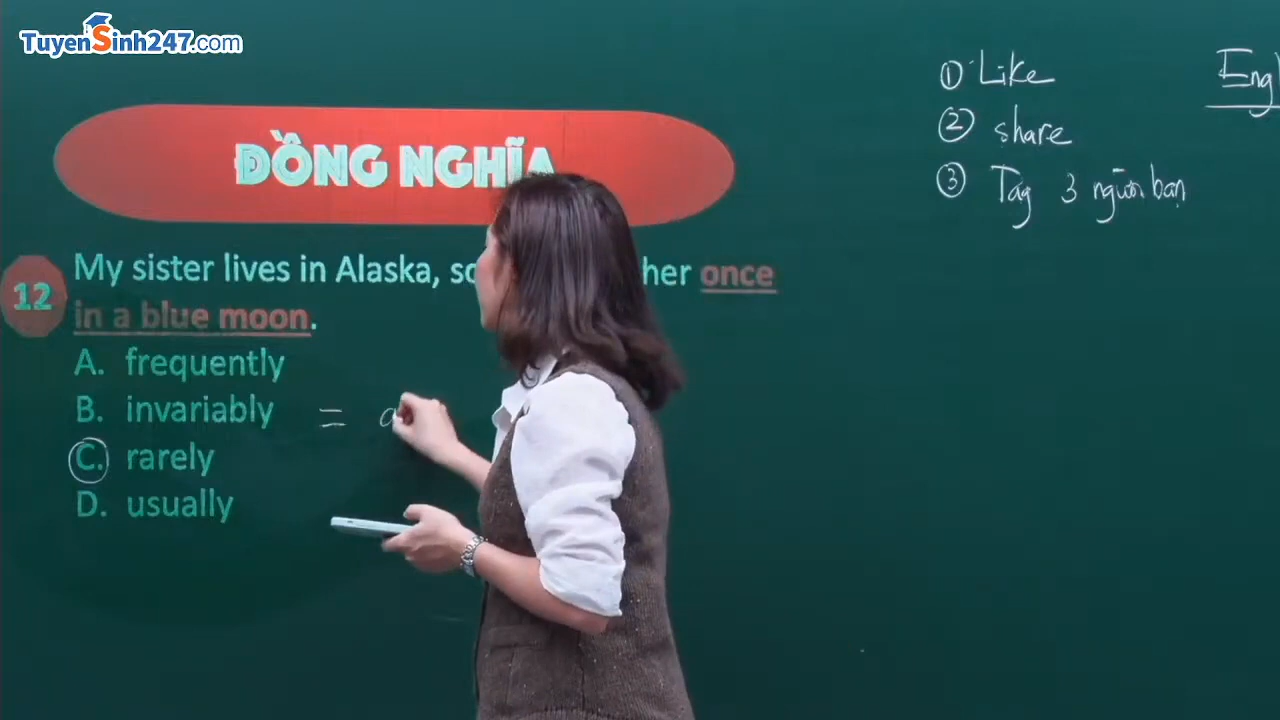 TuyenSinh247.com
① Like
② share
③ Tag 3 người bạn
ĐỒNG NGHĨA
12
My sister lives in Alaska, her once
in a blue moon.
A. frequently
B. invariably =
C. rarely
D. usually